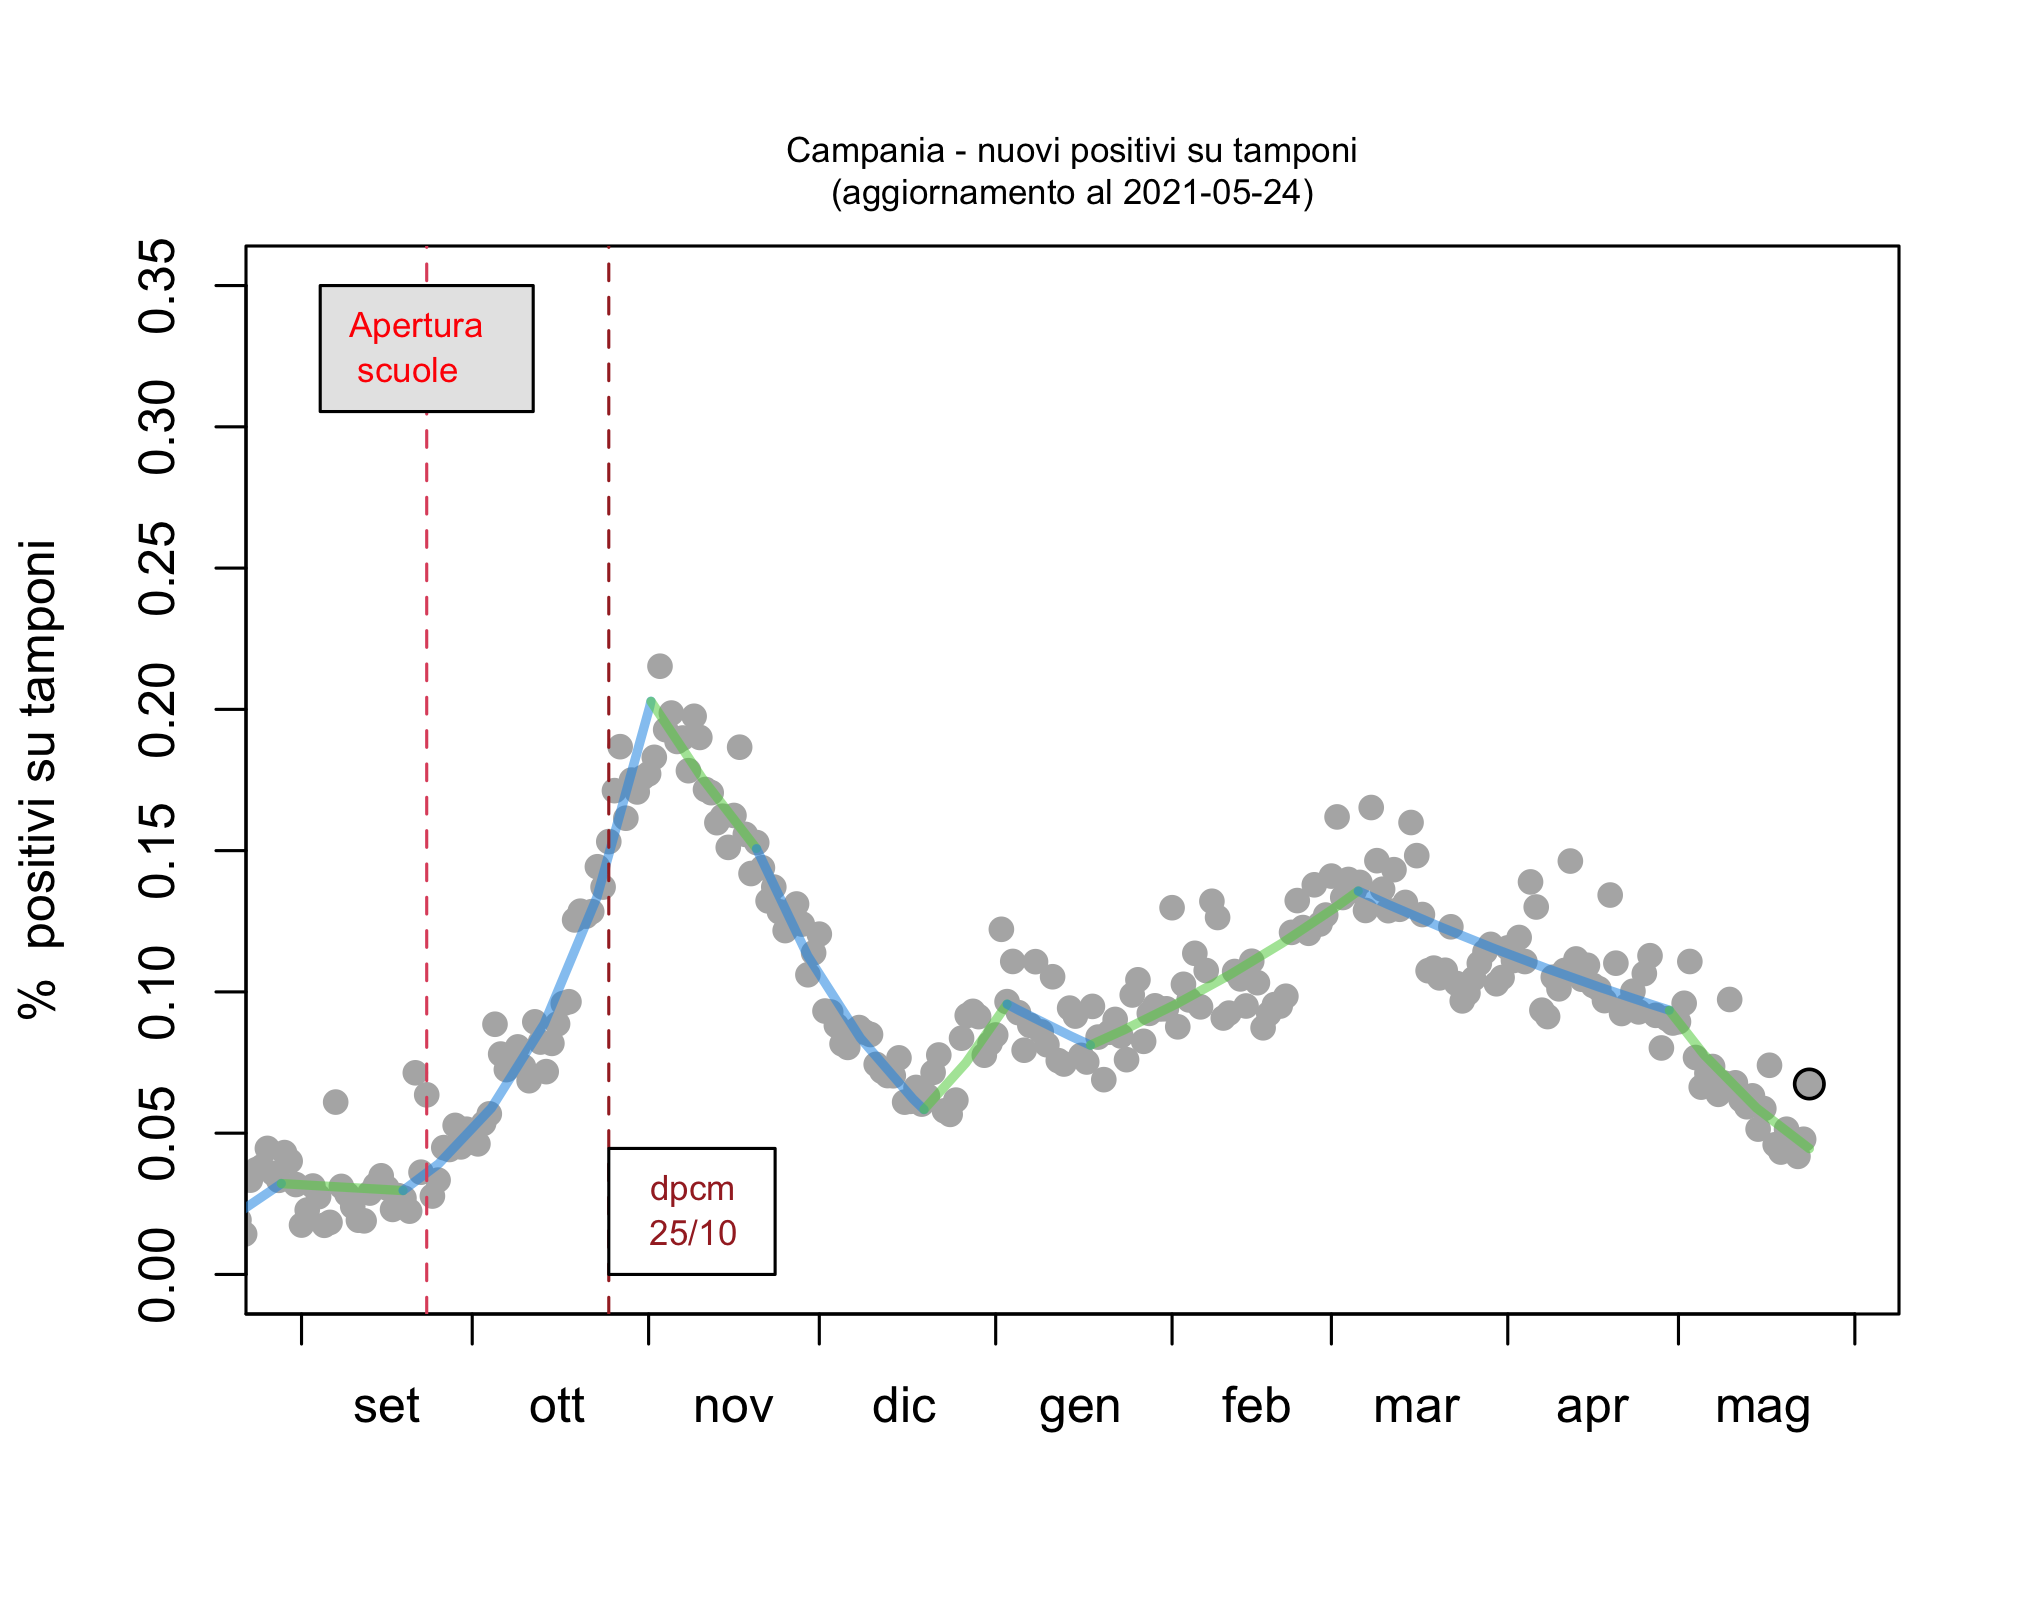 Campania - nuovi positivi su tamponi
(aggiornamento al 2021-05-24)
% positivi su tamponi
0.35
0.30
0.25
0.20
0.15
0.10
0.05
0.00
Apertura
scuole
dpcm
25/10
set ott nov dic gen feb mar apr mag